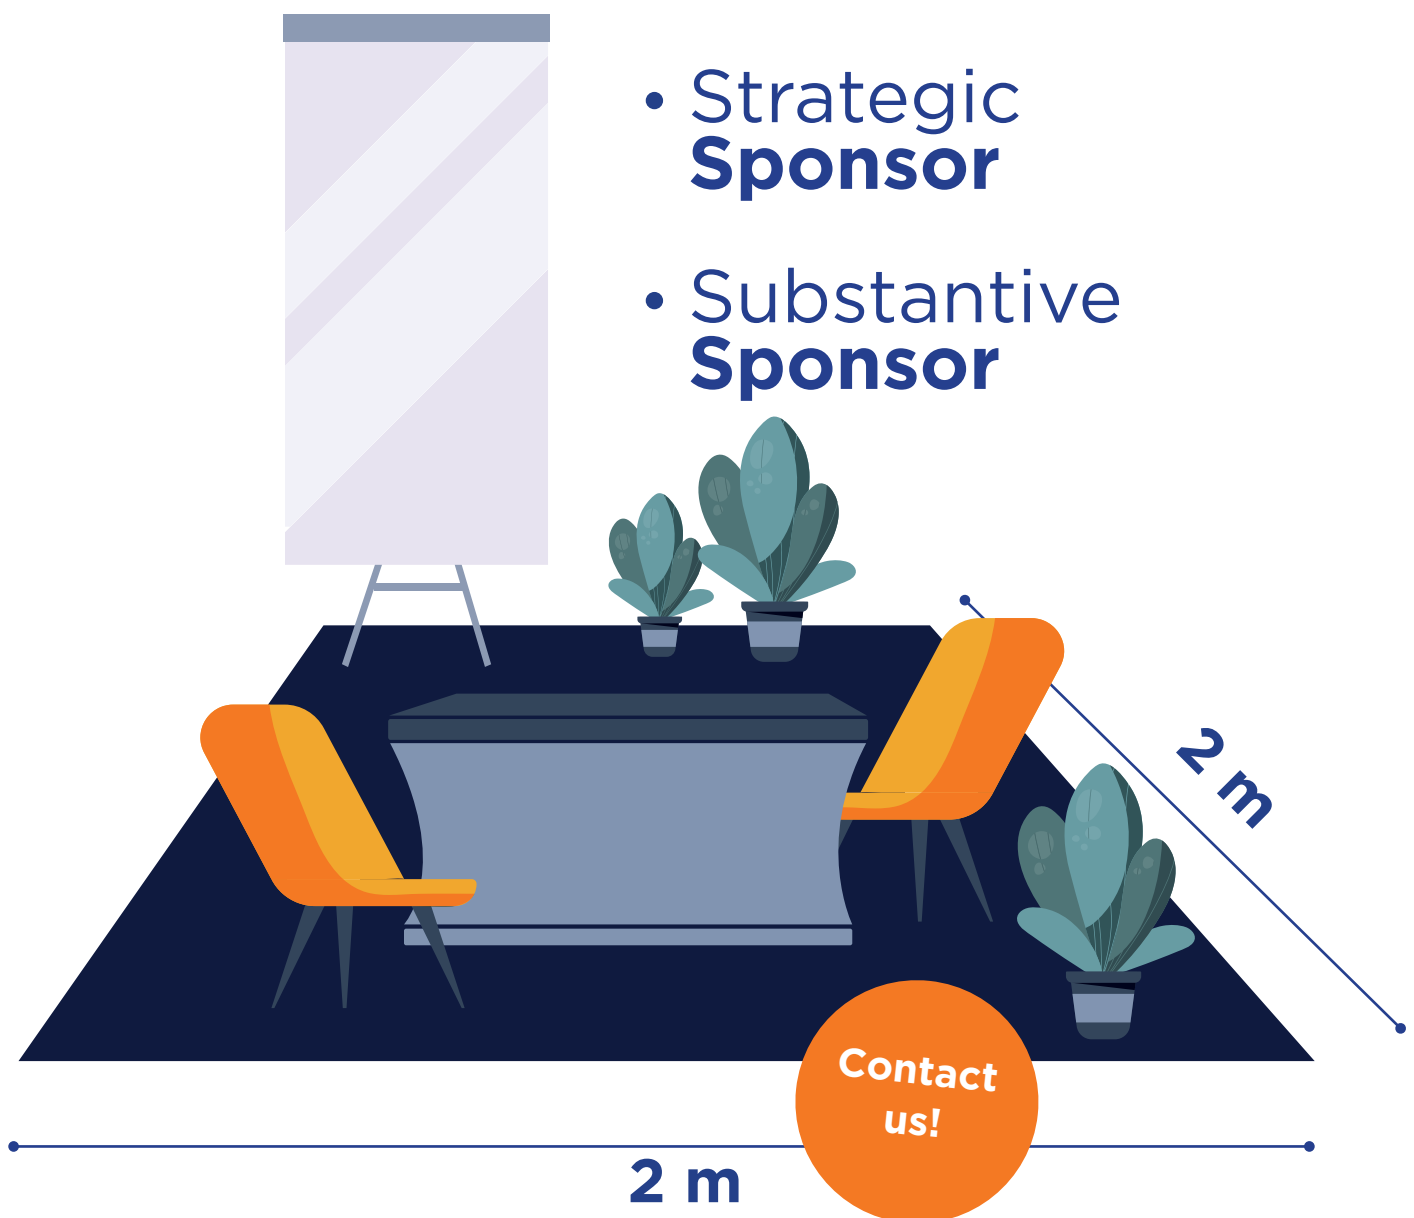 • Strategic
Sponsor
• Substantive
Sponsor
2 m
Contact
us!
2 m